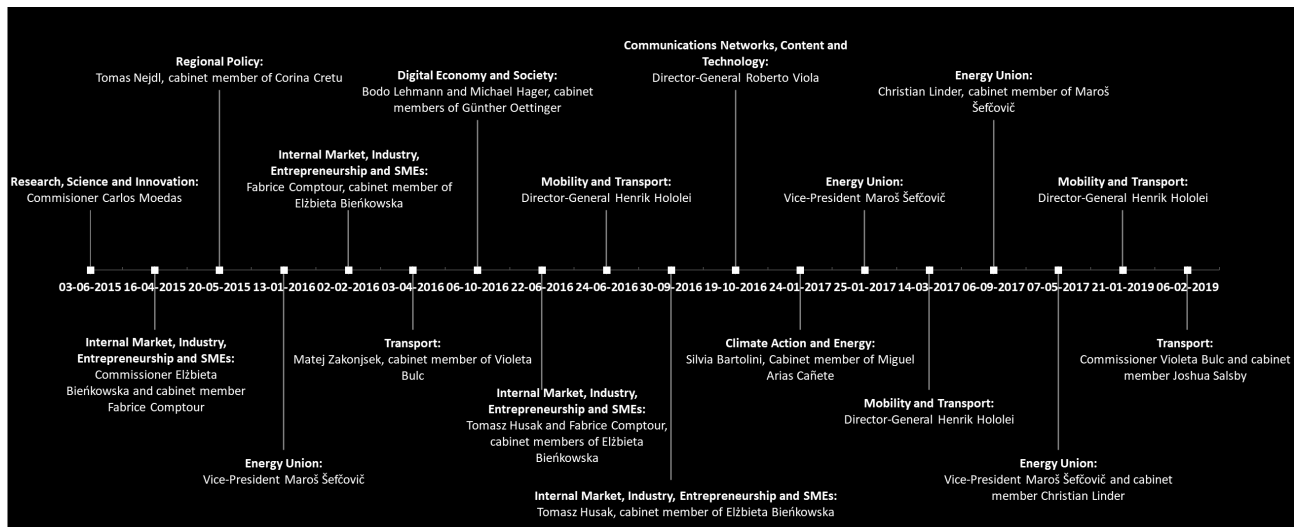 Regional Policy:
Tomas Nejdl, cabinet member of Corina Cretu
Digital Economy and Society:
Bodo Lehmann and Michael Hager, cabinet
members of Günther Oettinger
Communications Networks, Content and
Technology:
Director-General Roberto Viola
Energy Union:
Christian Linder, cabinet member of Maroš
Šefčovič
Research, Science and Innovation:
Commisioner Carlos Moedas
Internal Market, Industry,
Entrepreneurship and SMEs:
Fabrice Comptour, cabinet member of
Elżbieta Bieńkowska
Mobility and Transport:
Director-General Henrik Hololei
Energy Union:
Vice-President Maroš Šefčovič
Mobility and Transport:
Director-General Henrik Hololei
03-06-2015 16-04-2015 20-05-2015 13-01-2016 02-02-2016 03-04-2016 06-10-2016 22-06-2016 24-06-2016 30-09-2016 19-10-2016 24-01-2017 25-01-2017 14-03-2017 06-09-2017 07-05-2017 21-01-2019 06-02-2019
Internal Market, Industry,
Entrepreneurship and SMEs:
Commissioner Elżbieta
Bieńkowska and cabinet member
Fabrice Comptour
Energy Union:
Vice-President Maroš Šefčovič
Transport:
Matej Zakonjsek, cabinet member of Violeta
Bulc
Internal Market, Industry,
Entrepreneurship and SMEs:
Tomasz Husak and Fabrice Comptour,
cabinet members of Elżbieta
Bieńkowska
Internal Market, Industry, Entrepreneurship and SMEs:
Tomasz Husak, cabinet member of Elżbieta Bieńkowska
Climate Action and Energy:
Silvia Bartolini, Cabinet member of Miguel
Arias Cañete
Mobility and Transport:
Director-General Henrik Hololei
Energy Union:
Vice-President Maroš Šefčovič and cabinet
member Christian Linder
Transport:
Commissioner Violeta Bulc and cabinet
member Joshua Salsby